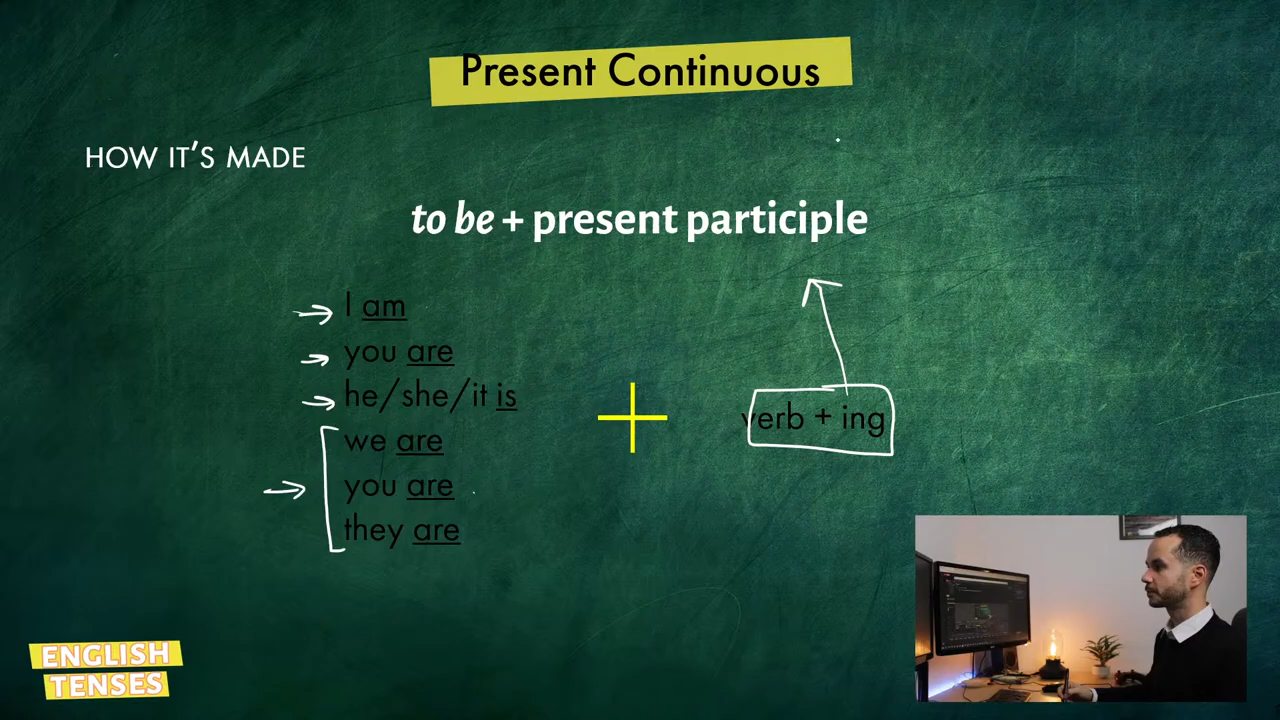 Present Continuous
HOW IT'S MADE
to be + present participle
I am
you are
he/she/it is
we are
you are
they are
+
verb + ing
ENGLISH
TENSES